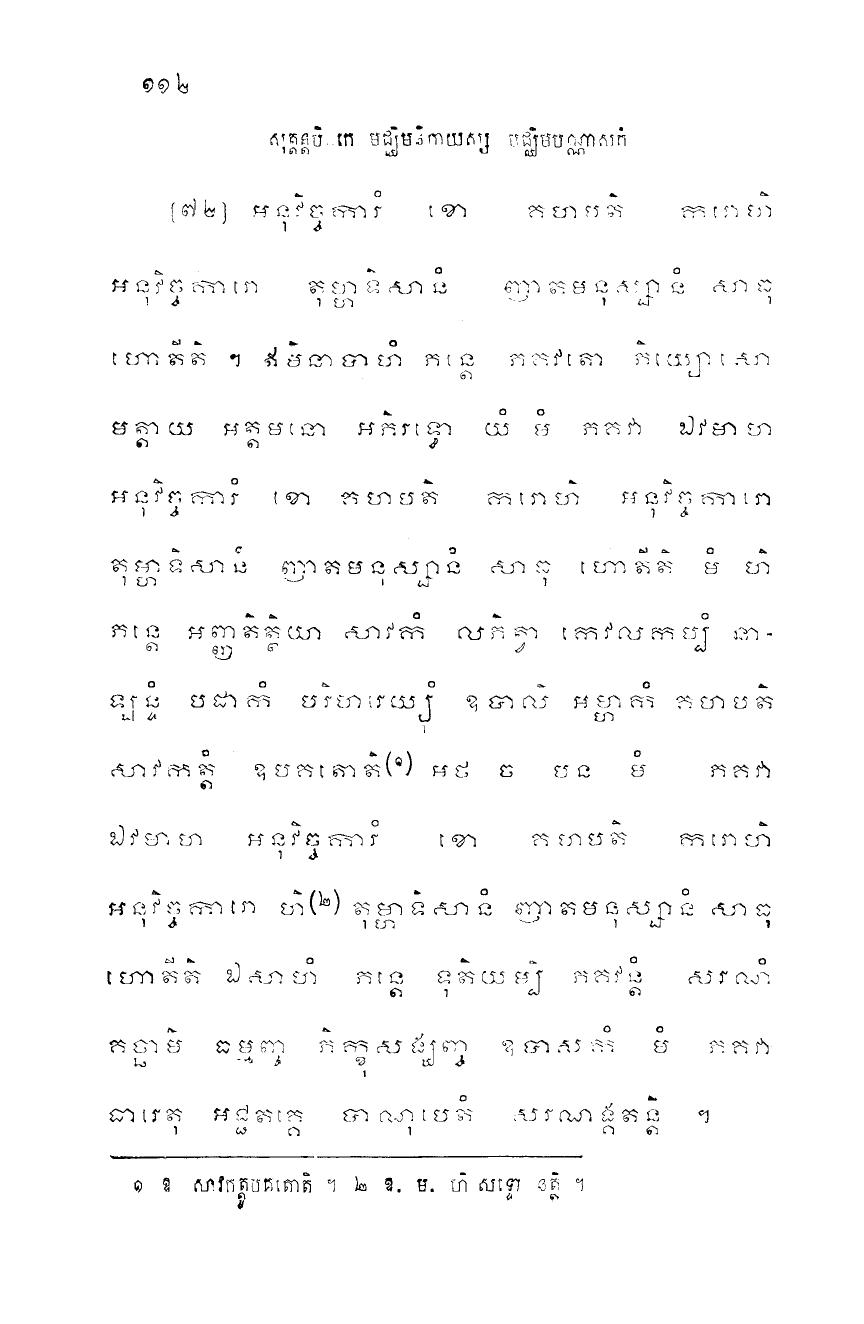 ១១២
សុត្តន្តបិ.. កេ មជ្ឈិមនិកាយស្ស មជ្ឈិមបណ្ណាសកំ
[៧២] អនុវិច្ចការំ ខោ គហបតិ ករោហិ
អនុវិច្ចការោ តុម្ហាទិសានំ ញាតមនុស្សានំ សាធុ
ហោតីតិ ។ ឥមិនាបាហំ ភន្តេ ភគវតោ ភិយ្យោសោ
មត្តាយ អត្តមនោ អភិរទ្ធោ យំ មំ ភគវា ឯវមាហ
អនុវិច្ចការំ ខោ គហបតិ ករោហិ អនុវិច្ចការោ
តុម្ហាទិសានំ ញាតមនុស្សានំ សាធុ ហោតីតិ មំ ហិ
ភន្តេ អញ្ញតិត្ថិយា សាវកំ លភិត្វា កេវលកប្បំ នា-
ឡន្ទំ បដាកំ បរិហរេយ្យុំ ឧបាលិ អម្ហាកំ គហបតិ
សាវកត្តំ ឧបគតោតិ(១) អថ ច បន មំ ភគវា
ឯវមាហ អនុវិច្ចការំ ខោ គហបតិ ករោហិ
អនុវិច្ចការោ ហិ(២) តុម្ហាទិសានំ ញាតមនុស្សានំ សាធុ
ហោតីតិ ឯសាហំ ភន្តេ ទុតិយម្បិ ភគវន្តំ សរណំ
គច្ឆាមិ ធម្មញ្ច ភិក្ខុសង្ឃញ្ច ឧបាសកំ មំ ភគវា
ធារេតុ អជ្ជតគ្គេ បាណុបេតំ សរណង្គតន្តិ ។
១ ឱ សាវកត្តូបគតោតិ ។ ២ ឱ. ម. ហិ សទ្ទោ នត្ថិ ។